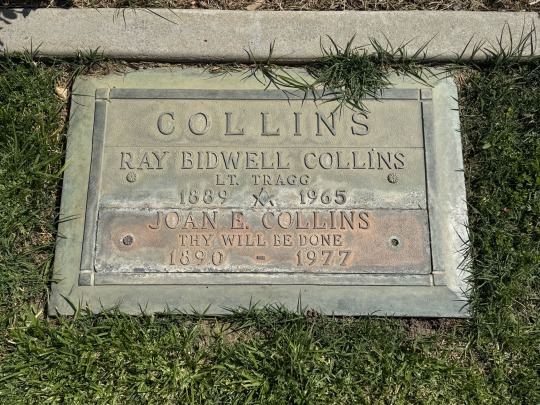 COLLINS
RAY BIDWELL COLLINS
LT. TRAGG
1889 1965
JOAN E. COLLINS
THY WILL BE DONE
1890 - 1977